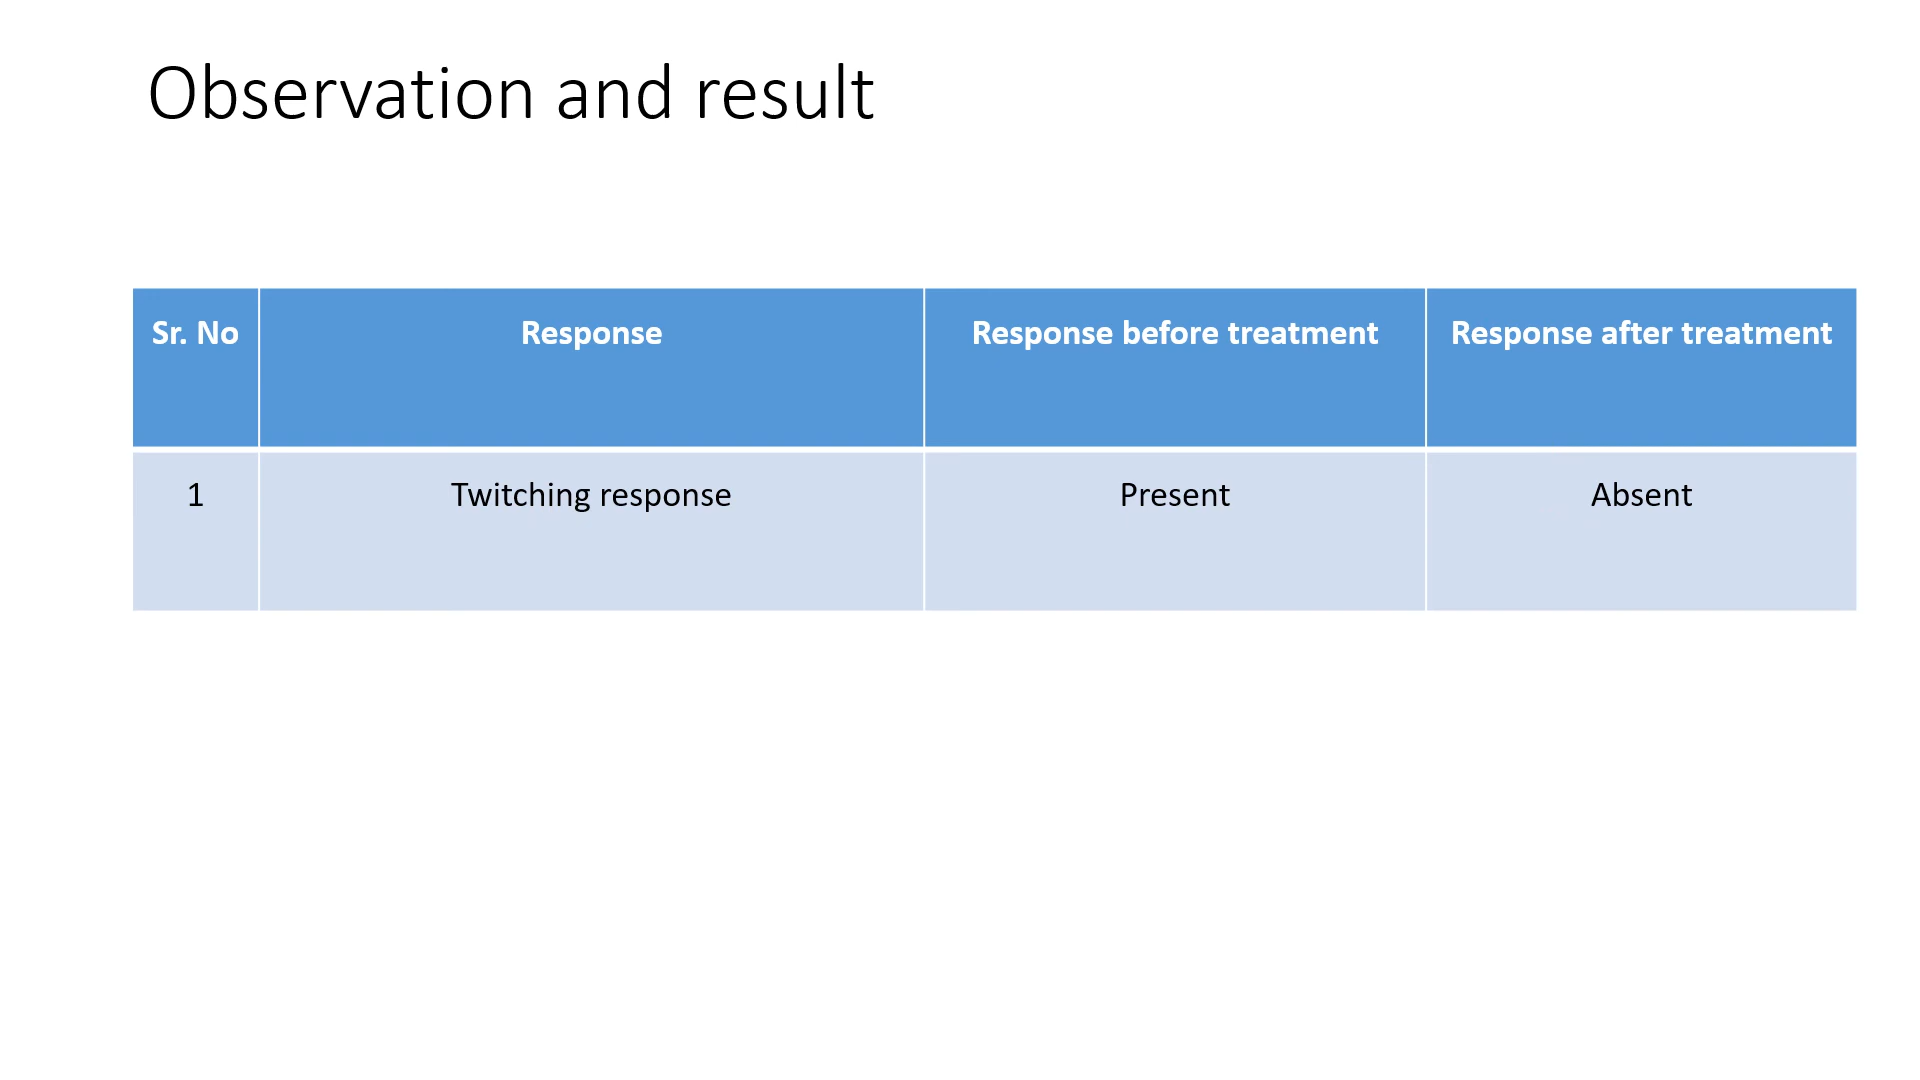 Observation and result
Sr. No Response Response before treatment Response after treatment
1 Twitching response Present Absent